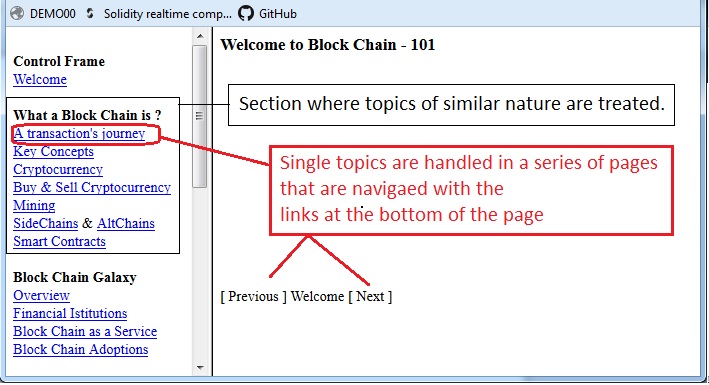 DEMO00 Solidity realtime comp... GitHub
Control Frame
Welcome
What a Block Chain is ?
A transaction's journey
Key Concepts
Cryptocurrency
Buy & Sell Cryptocurrency
Mining
SideChains & AltChains
Smart Contracts
Block Chain Galaxy
Overview
Financial Istitutions
Block Chain as a Service
Block Chain Adoptions
Welcome to Block Chain - 101
Section where topics of similar nature are treated.
Single topics are handled in a series of pages
that are navigaed with the
links at the bottom of the page
[ Previous ] Welcome [ Next ]